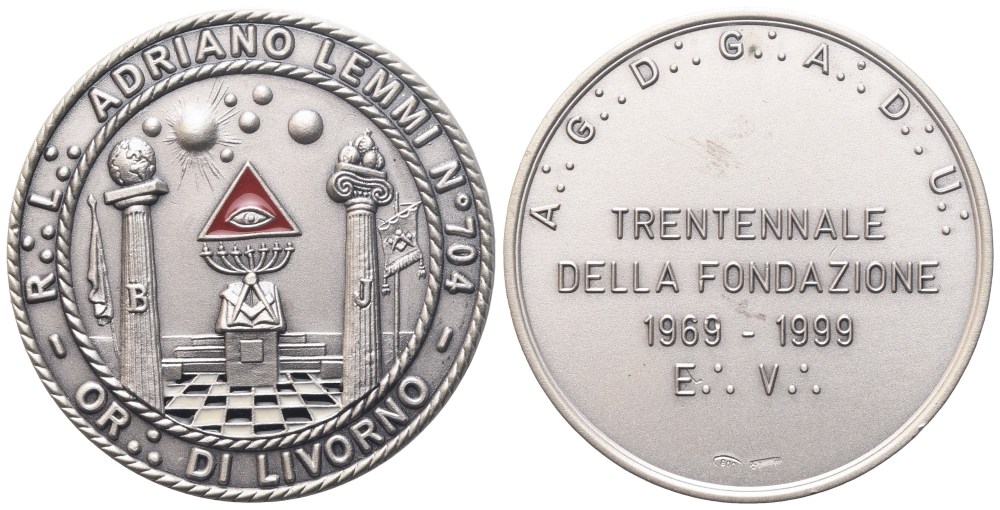 R∴ L∴ ADRIANO LEMMI N° 704
– OR∴ DI LIVORNO –
B J
A∴ G∴ D∴ G∴ A∴ D∴ U∴
TRENTENNALE
DELLA FONDAZIONE
1969 - 1999
E∴ V∴